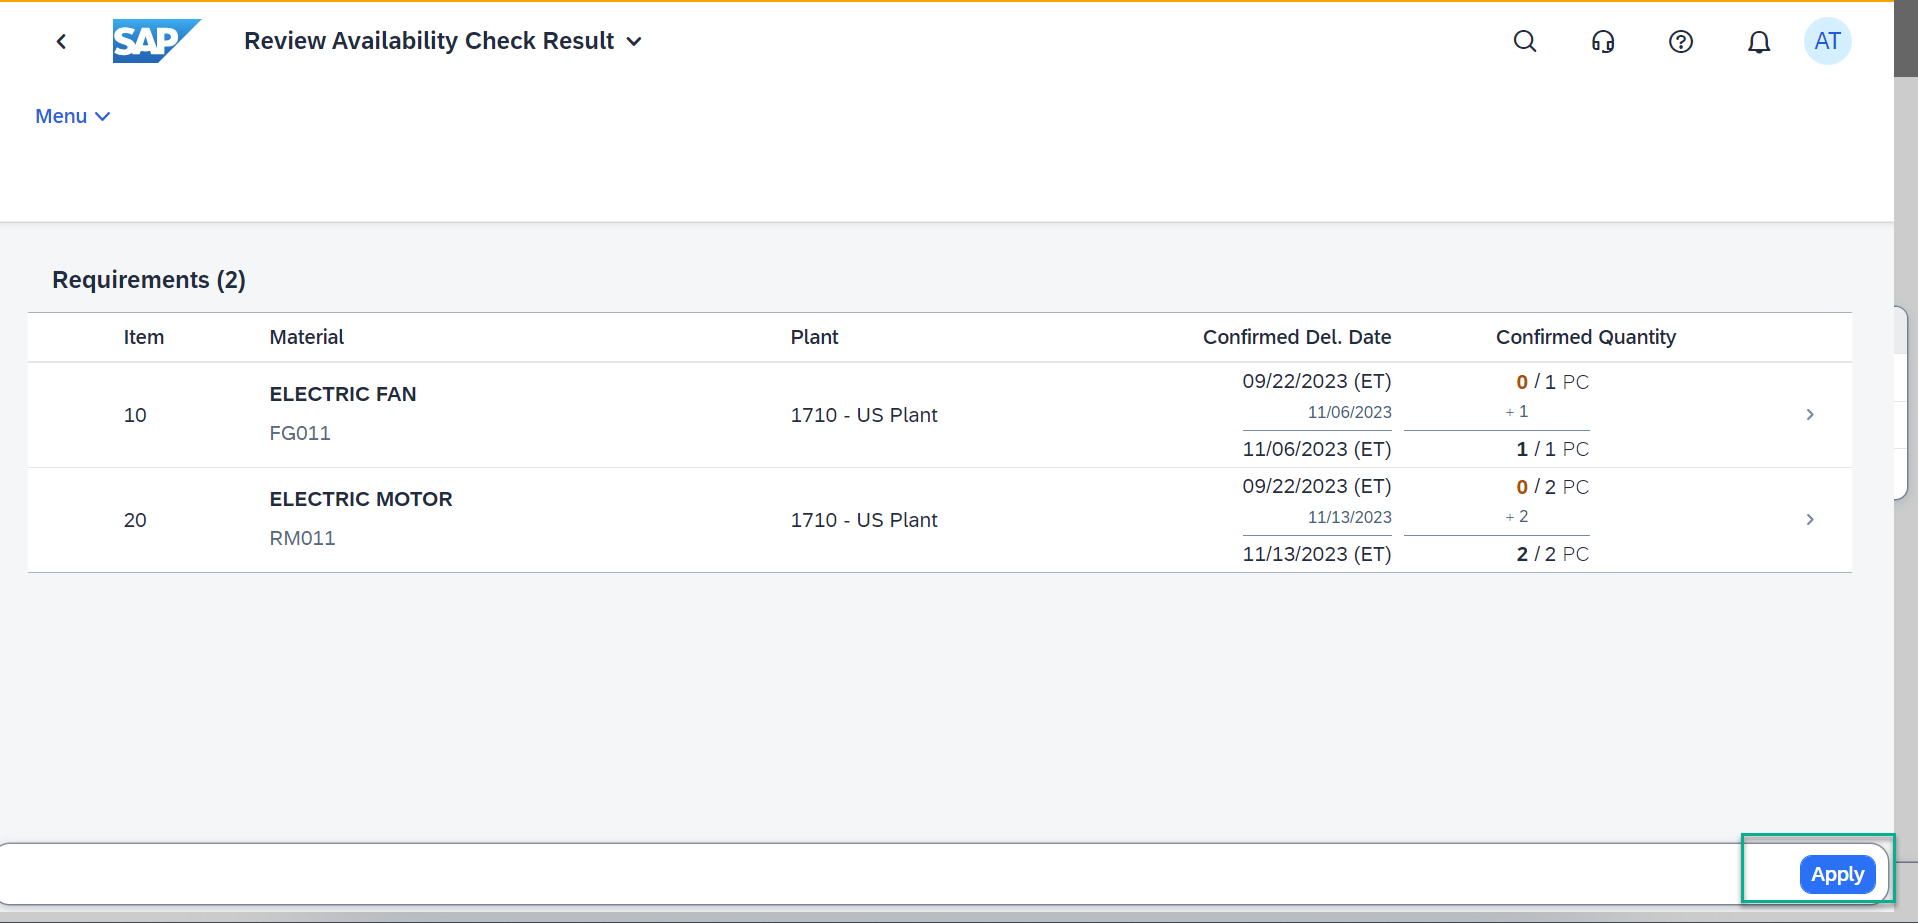 SAP Review Availability Check Result AT
Menu
Requirements (2)
Item Material Plant Confirmed Del. Date Confirmed Quantity
10 ELECTRIC FAN FG011 1710 - US Plant 09/22/2023 (ET) 0 / 1 PC
11/06/2023 + 1
11/06/2023 (ET) 1 / 1 PC
20 ELECTRIC MOTOR RM011 1710 - US Plant 09/22/2023 (ET) 0 / 2 PC
11/13/2023 + 2
11/13/2023 (ET) 2 / 2 PC
Apply